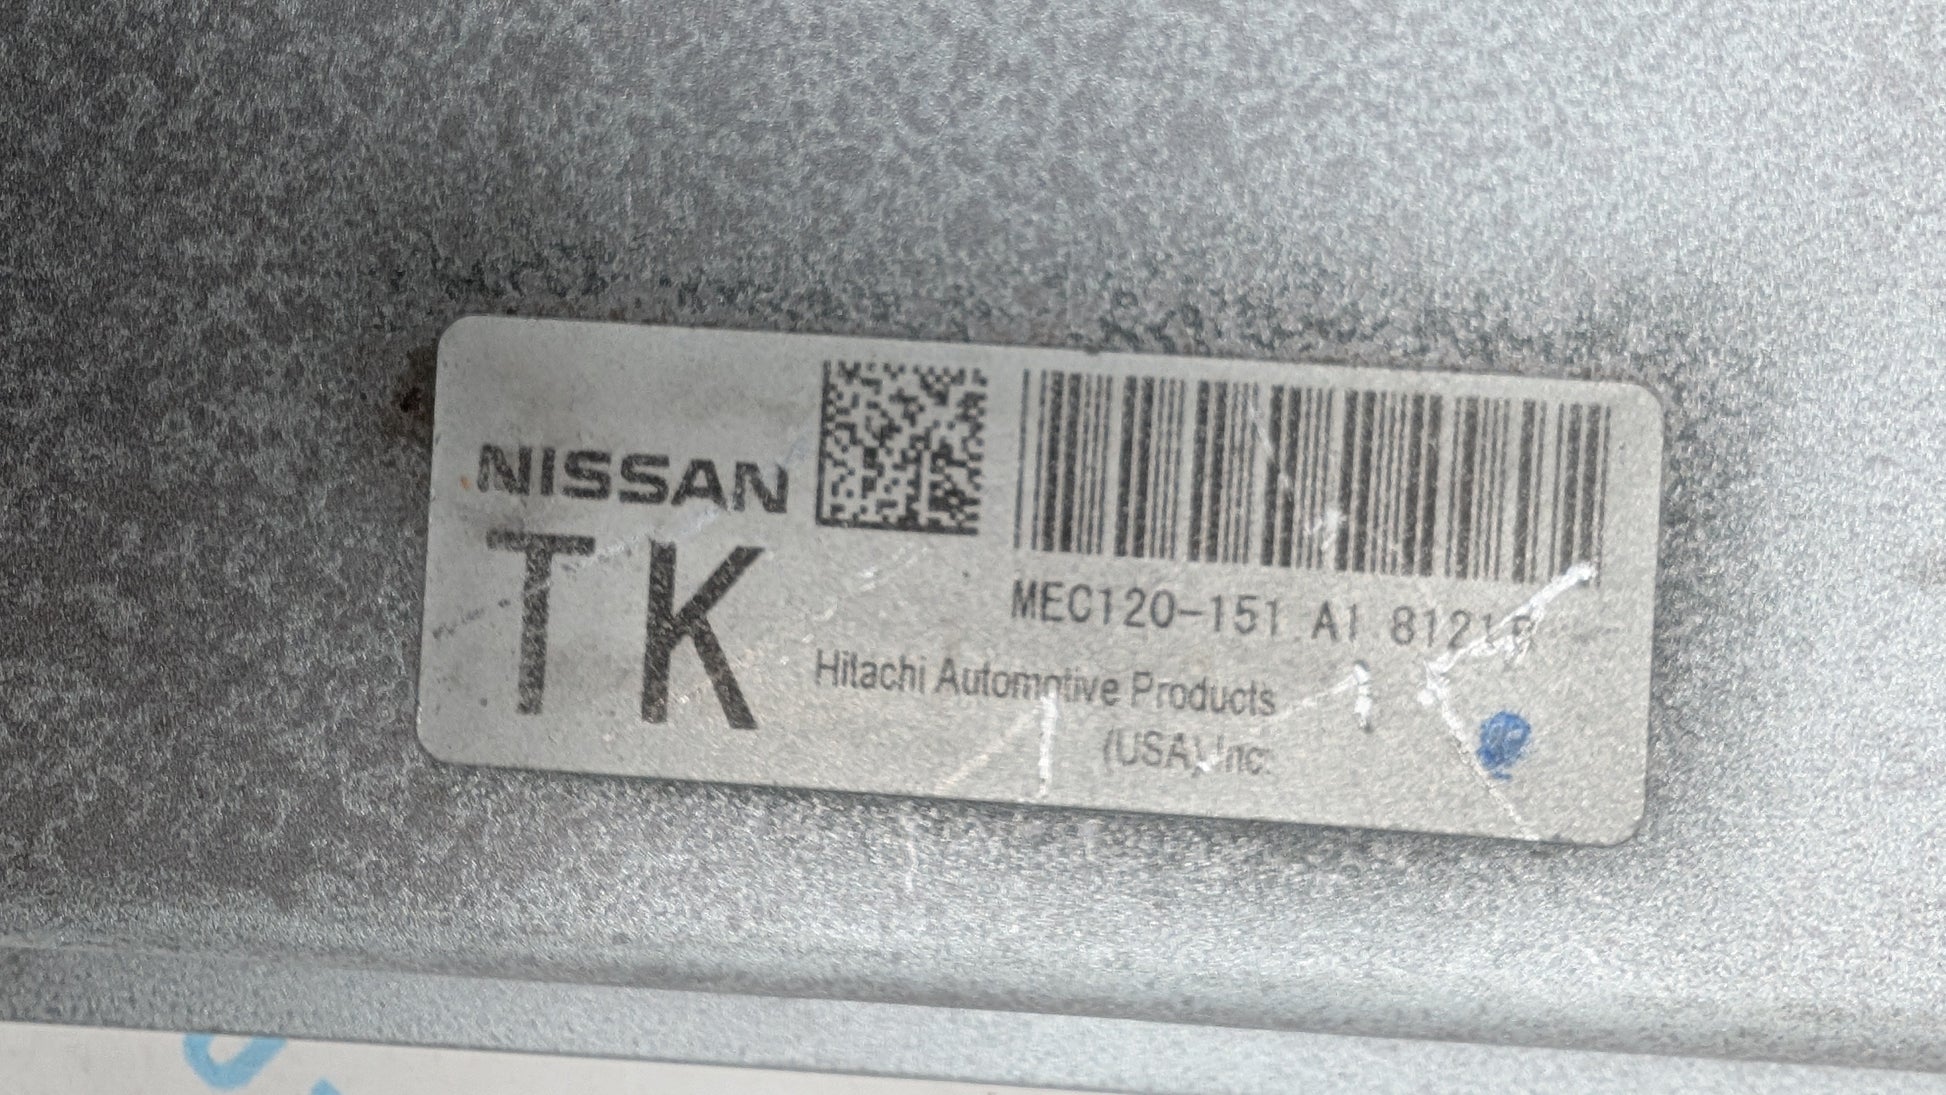 NISSAN
TK
MEC120-151 A1
Hitachi Automotive Products
(USA), Inc.